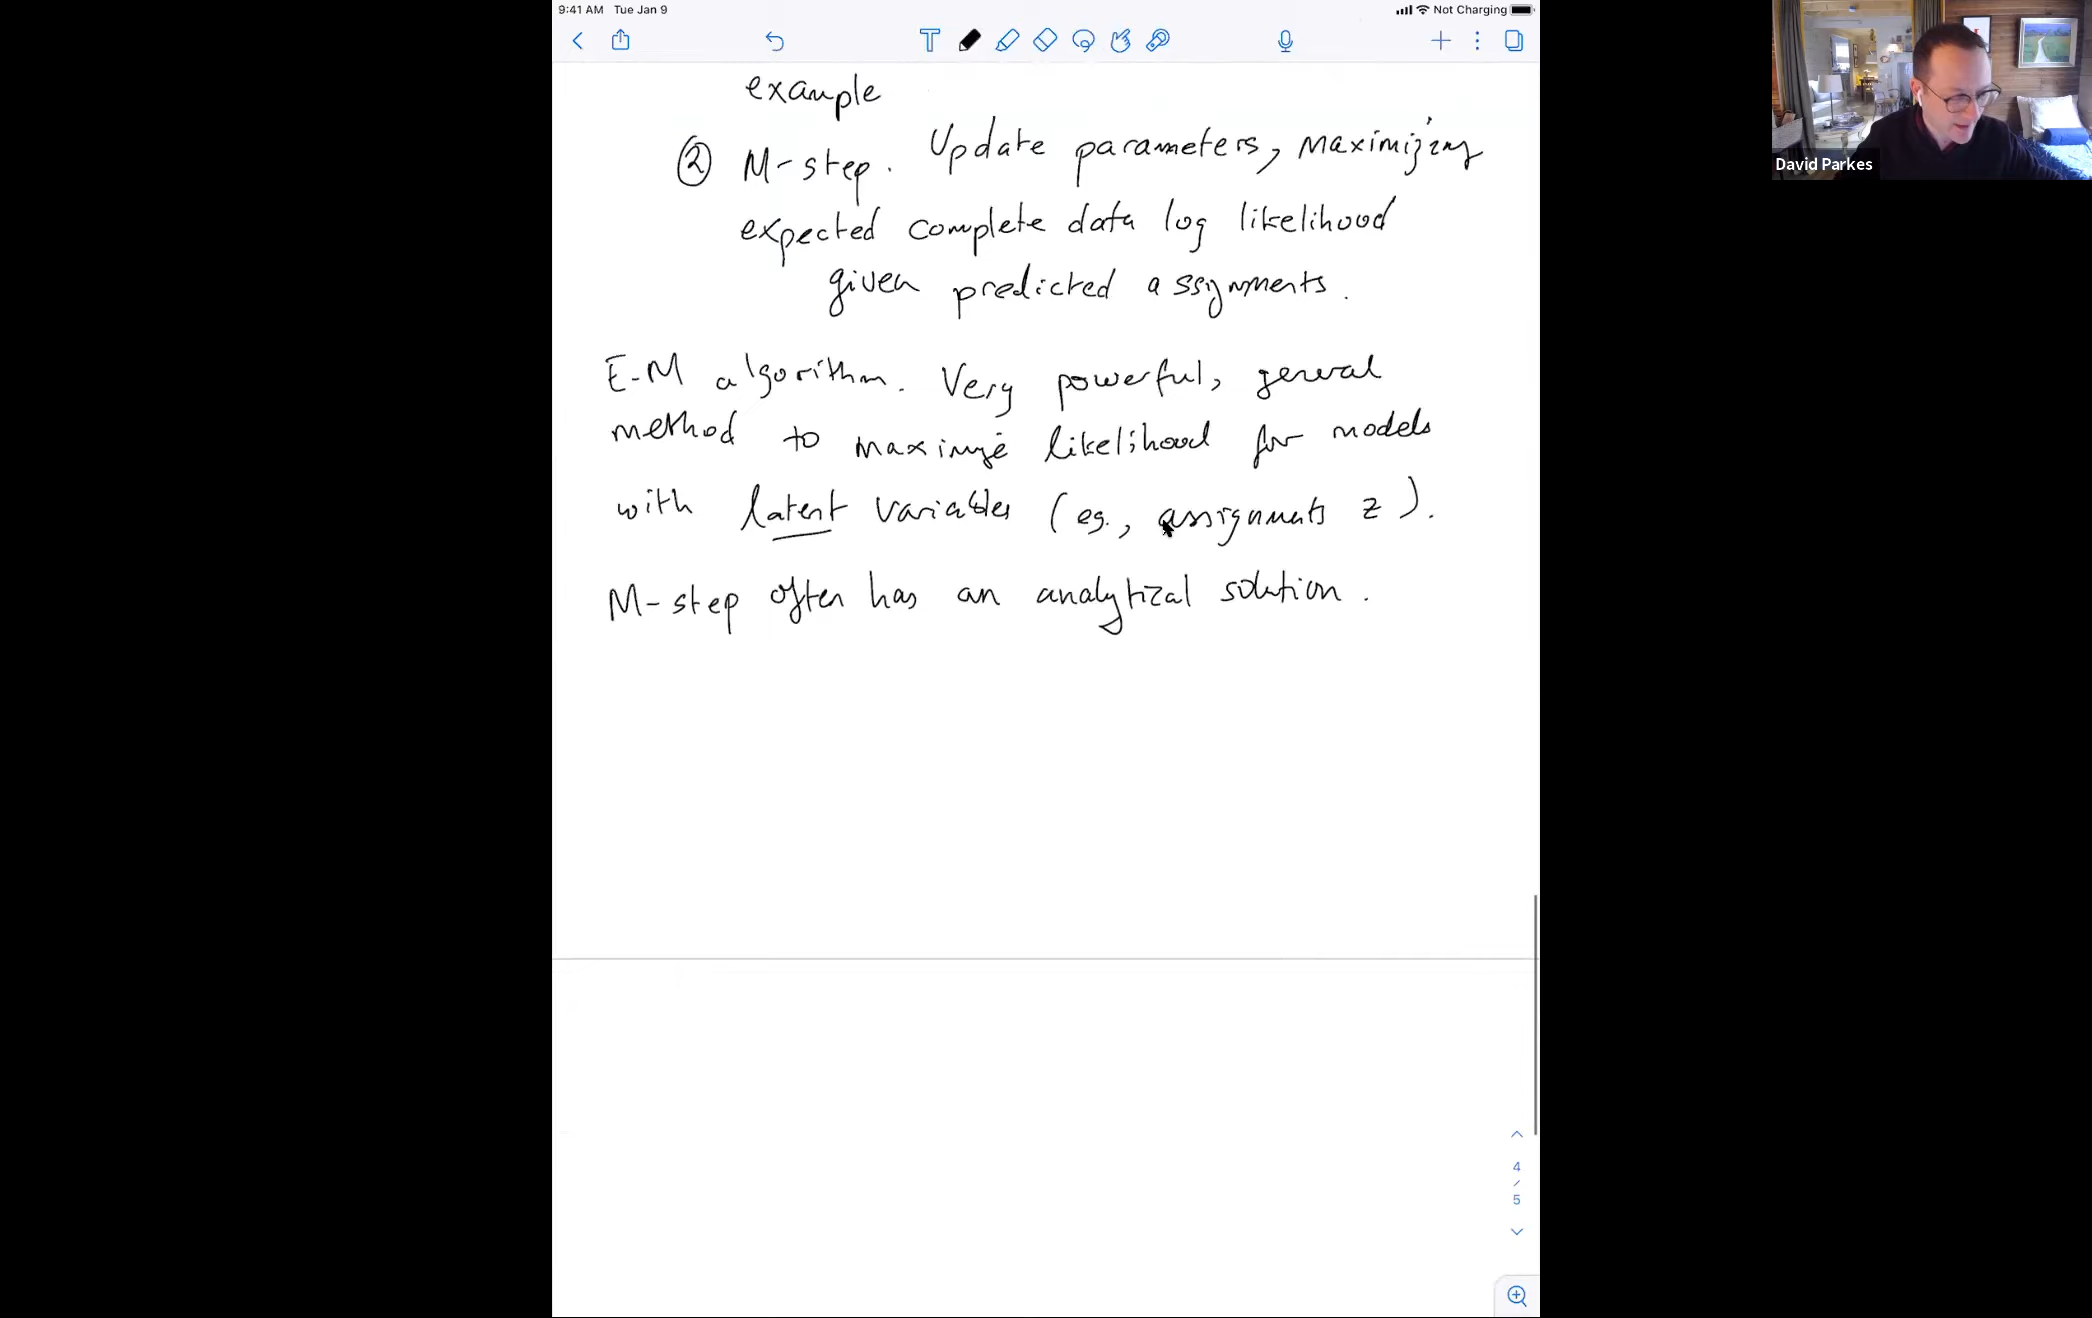 9:41 AM Tue Jan 9
Not Charging
T
David Parkes
example
② M-step. Update parameters, maximizing
expected complete data log likelihood
given predicted assignments.
E-M algorithm. Very powerful, general
method to maximize likelihood for models
with latent variables (eg., assignments z).
M-step often has an analytical solution.
4
/
5